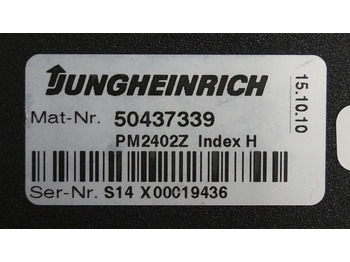 JUNGHEINRICH
Mat-Nr. 50437339
PM2402Z Index H
Ser-Nr. S14 X00019436
15.10.10